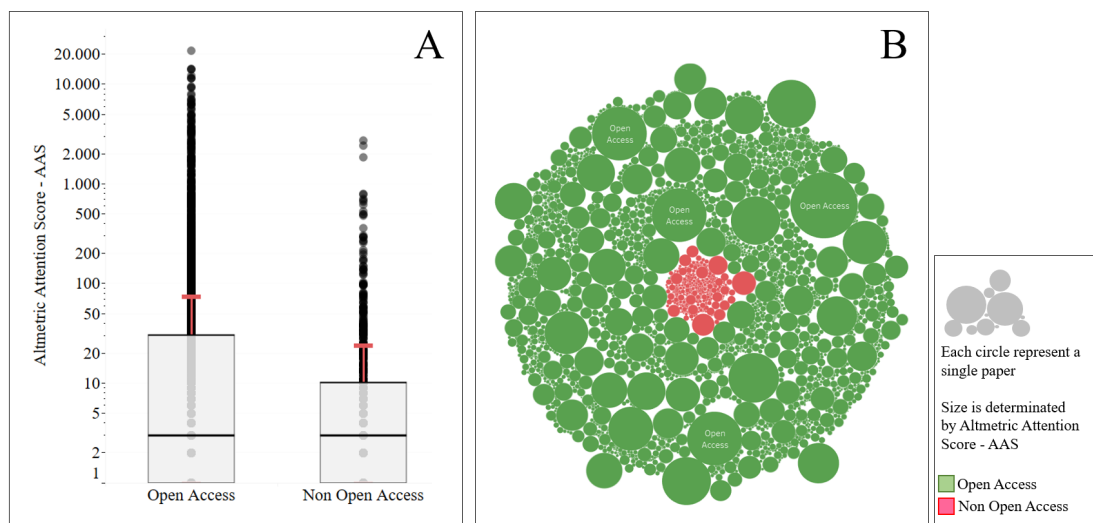 A
Altmetric Attention Score - AAS
20.000
10.000
5.000
2.000
1.000
500
200
100
50
20
10
5
2
1
Open Access
Non Open Access
B
Open
Access
Open
Access
Open Access
Open
Access
Each circle represent a
single paper
Size is determinated
by Altmetric Attention
Score - AAS
Open Access
Non Open Access